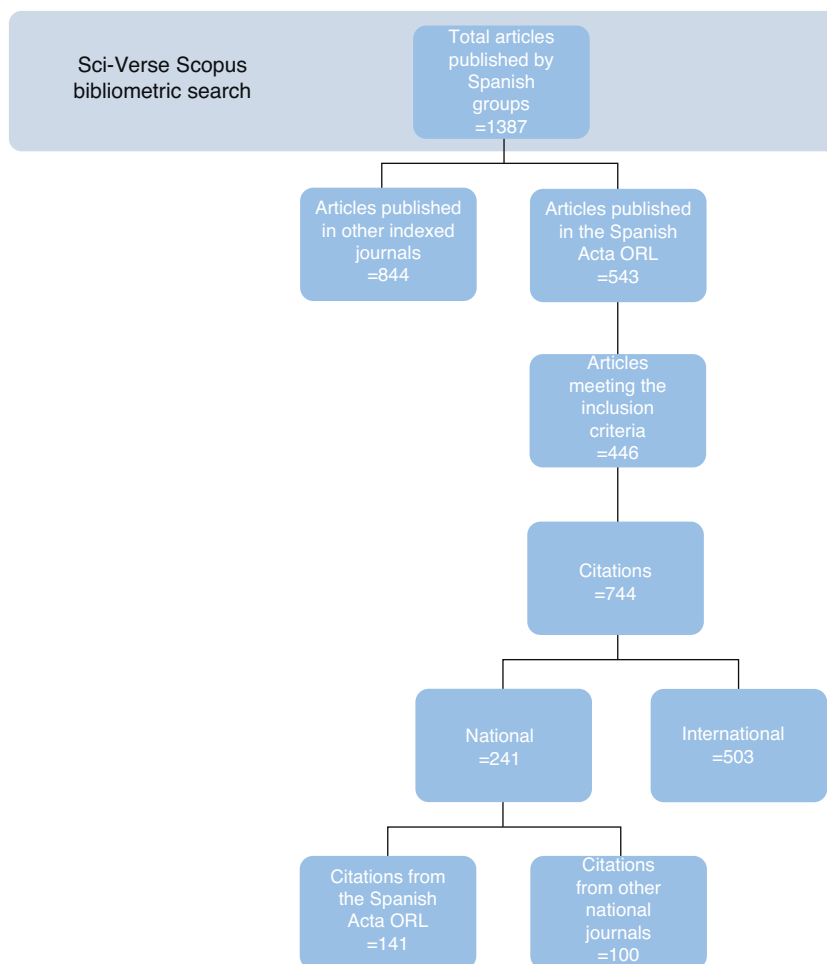 Sci-Verse Scopus
bibliometric search
Total articles
published by
Spanish
groups
=1387
Articles published
in other indexed
journals
=844
Articles published
in the Spanish
Acta ORL
=543
Articles
meeting the
inclusion
criteria
=446
Citations
=744
National
=241
International
=503
Citations from
the Spanish
Acta ORL
=141
Citations
from other
national
journals
=100